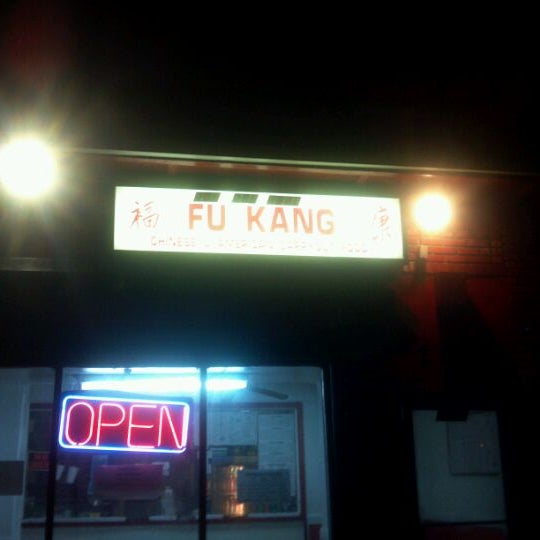 福 FU KANG 康
CHINESE & AMERICAN CARRYOUT FOOD
OPEN